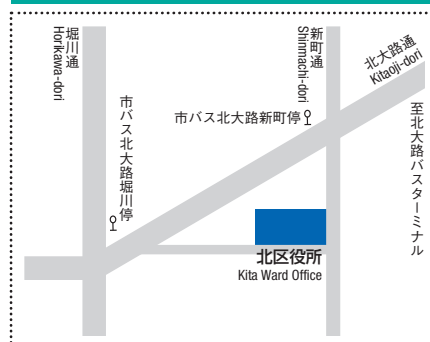 堀川通
Horikawa-dori
新町通
Shinmachi-dori
北大路通
Kitaoji-dori
市バス北大路堀川停
市バス北大路新町停
至北大路バスターミナル
北区役所
Kita Ward Office